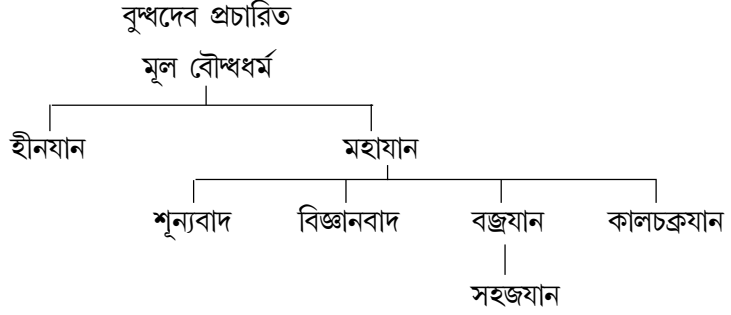 বুদ্ধদেব প্রচারিত
মূল বৌদ্ধধর্ম
হীনযান মহাযান
শূন্যবাদ বিজ্ঞানবাদ বজ্রযান কালচক্রযান
সহজযান